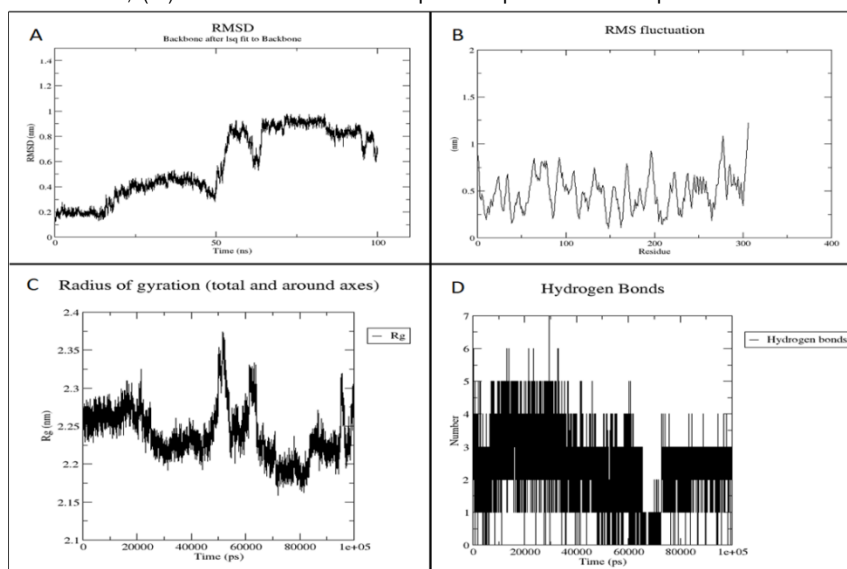 A
RMSD
Backbone after lsq fit to Backbone
1.4
1.2
1
0.8
0.6
0.4
0.2
0
RMSD (nm)
0
50
100
Time (ns)
B
RMS fluctuation
2
1.5
1
0.5
0
(nm)
0
100
200
300
400
Residue
C
Radius of gyration (total and around axes)
2.4
2.35
2.3
2.25
2.2
2.15
2.1
Rg (nm)
0
20000
40000
60000
80000
1e+05
Time (ps)
Rg
D
Hydrogen Bonds
7
6
5
4
3
2
1
0
Number
0
20000
40000
60000
80000
1e+05
Time (ps)
Hydrogen bonds